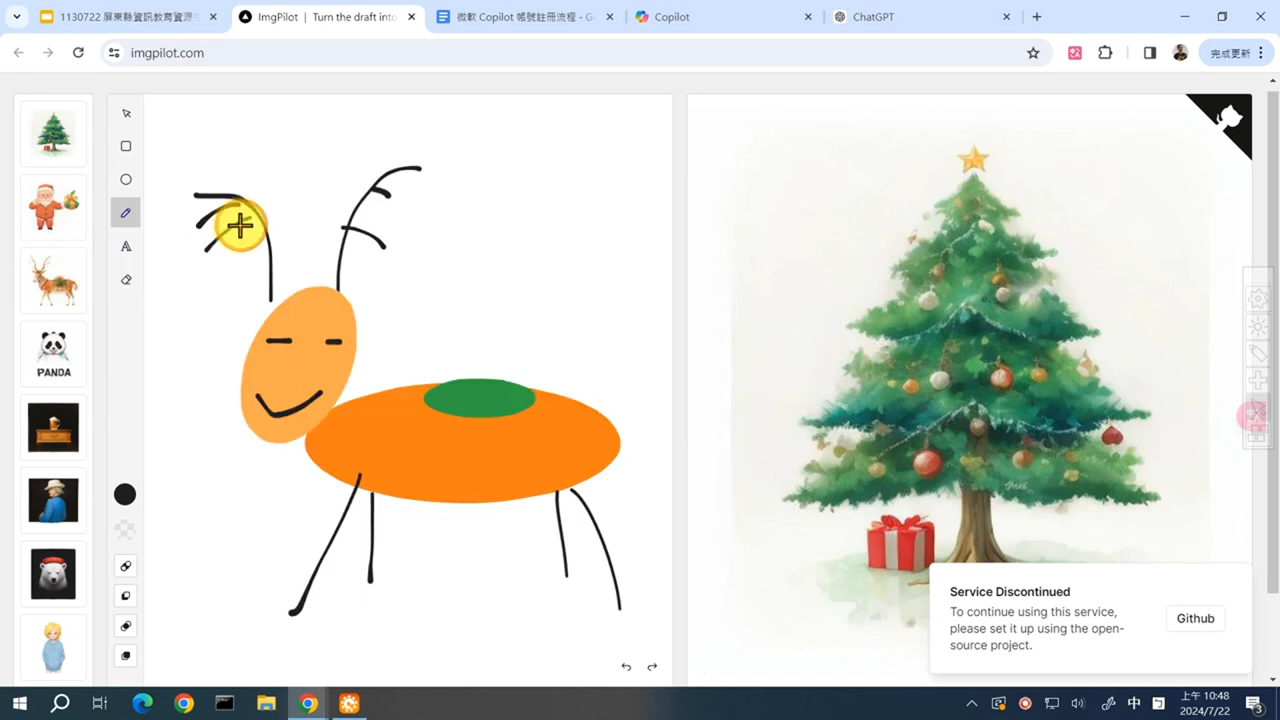 1130722 屏東縣資訊教育資源
ImgPilot | Turn the draft into
微軟 Copilot 帳號註冊流程 - G
Copilot
ChatGPT
imgpilot.com
完成更新
PANDA
A
Service Discontinued
To continue using this service,
please set it up using the open-
source project.
Github
中
上午 10:48
2024/7/22
3